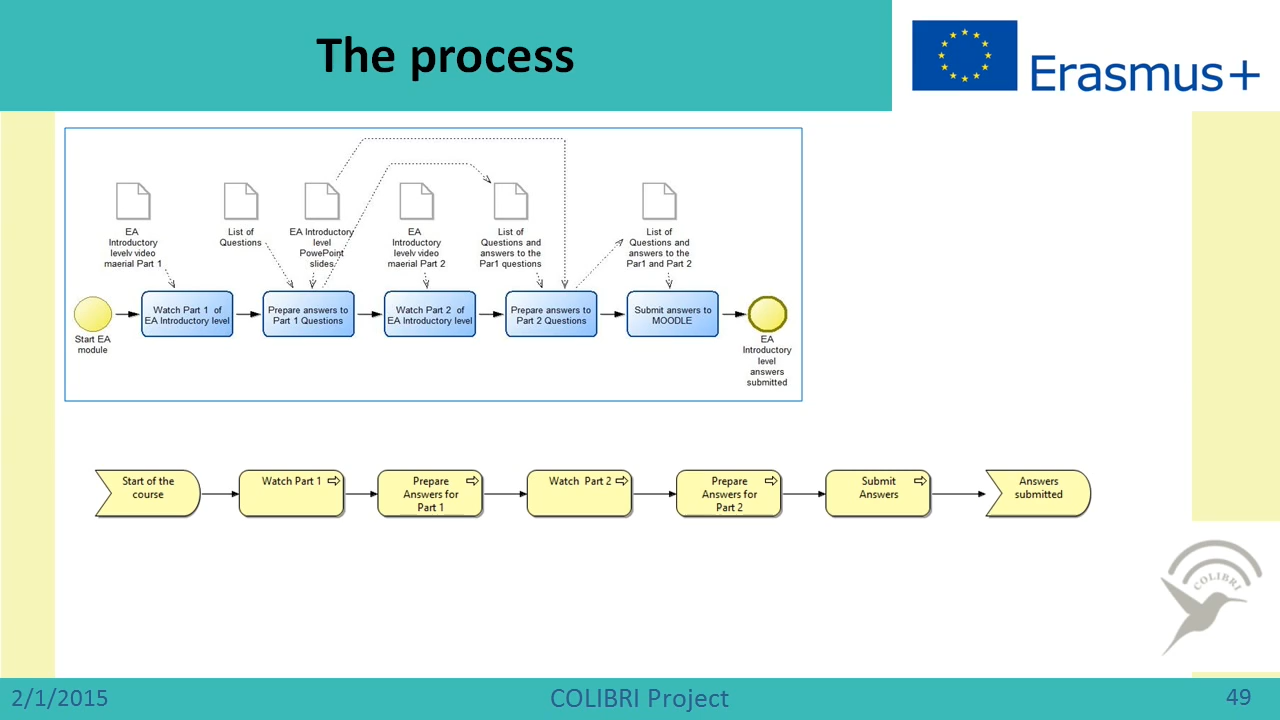 The process
Erasmus+
EA
Introductory
levelv video
maerial Part 1
List of
Questions
EA Introductory
level
PowePoint
slides.
EA
Introductory
levelv video
maerial Part 2
List of
Questions and
answers to the
Par1 questions
List of
Questions and
answers to the
Par1 and Part 2
Start EA
module
Watch Part 1 of
EA Introductory level
Prepare answers to
Part 1 Questions
Watch Part 2 of
EA Introductory level
Prepare answers to
Part 2 Questions
Submit answers to
MOODLE
EA
Introductory
level
answers
submitted
Start of the
course
Watch Part 1
Prepare
Answers for
Part 1
Watch Part 2
Prepare
Answers for
Part 2
Submit
Answers
Answers
submitted
COLIBRI
2/1/2015
COLIBRI Project
49